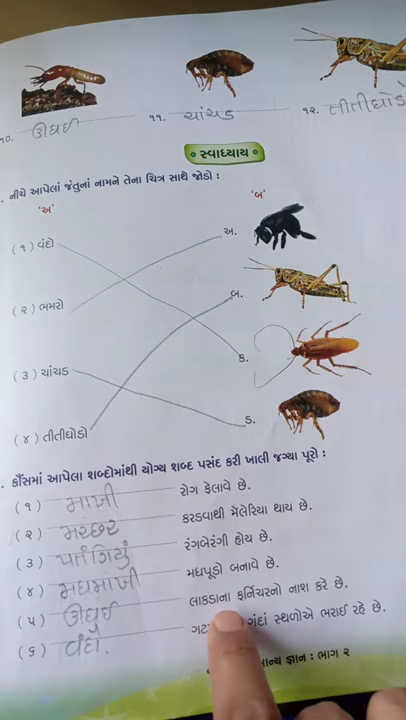 ૧૦. ઊધઈ ૧૧. ચાંચડ ૧૨. તીતીઘોડો
સ્વાધ્યાય
. નીચે આપેલાં જંતુનાં નામને તેના ચિત્ર સાથે જોડો :
'અ' 'બ'
(૧) વંદો અ.
(૨) ભમરો બ.
(૩) ચાંચડ ક.
(૪) તીતીઘોડો ડ.
. કૌંસમાં આપેલા શબ્દોમાંથી યોગ્ય શબ્દ પસંદ કરી ખાલી જગ્યા પૂરો :
(૧) માખી રોગ ફેલાવે છે.
(૨) મચ્છર કરડવાથી મેલેરિયા થાય છે.
(૩) પતંગિયું રંગબેરંગી હોય છે.
(૪) મધમાખી મધપૂડો બનાવે છે.
(૫) ઊધઈ લાકડાના ફર્નિચરનો નાશ કરે છે.
(૬) વંદો. ગંદાં સ્થળોએ ભરાઈ રહે છે.
જ્ઞાન : ભાગ ૨